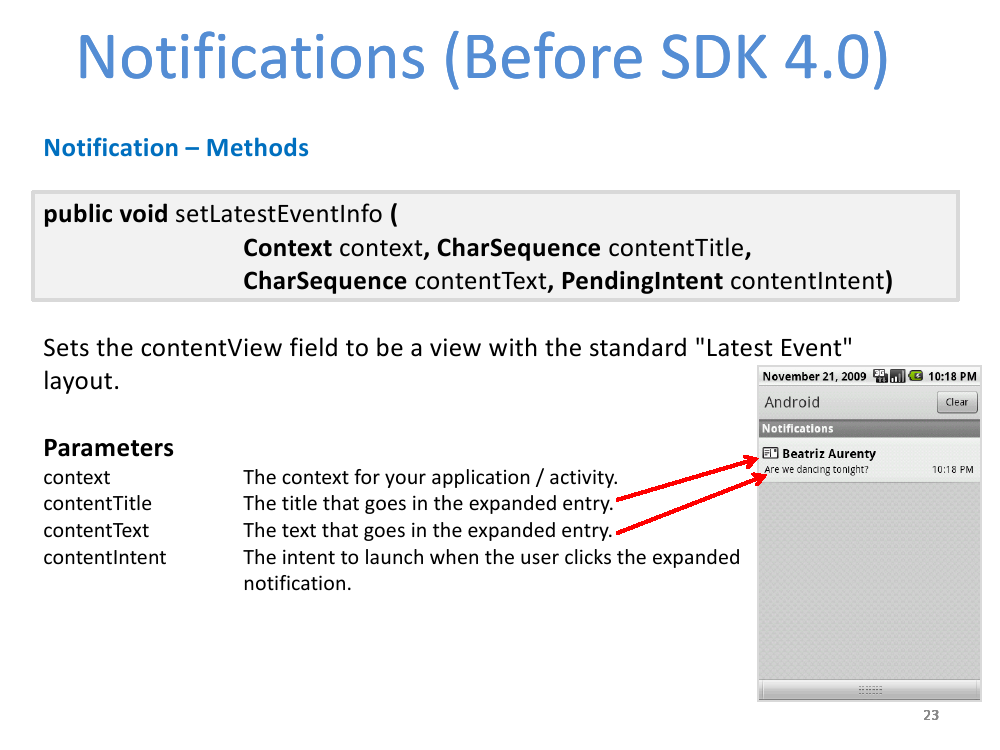 Notifications (Before SDK 4.0)
Notification – Methods
public void setLatestEventInfo (
Context context, CharSequence contentTitle,
CharSequence contentText, PendingIntent contentIntent)
Sets the contentView field to be a view with the standard "Latest Event"
layout.
Parameters
context The context for your application / activity.
contentTitle The title that goes in the expanded entry.
contentText The text that goes in the expanded entry.
contentIntent The intent to launch when the user clicks the expanded
notification.
November 21, 2009 10:18 PM
Android Clear
Notifications
Beatriz Aurenty
Are we dancing tonight? 10:18 PM
23